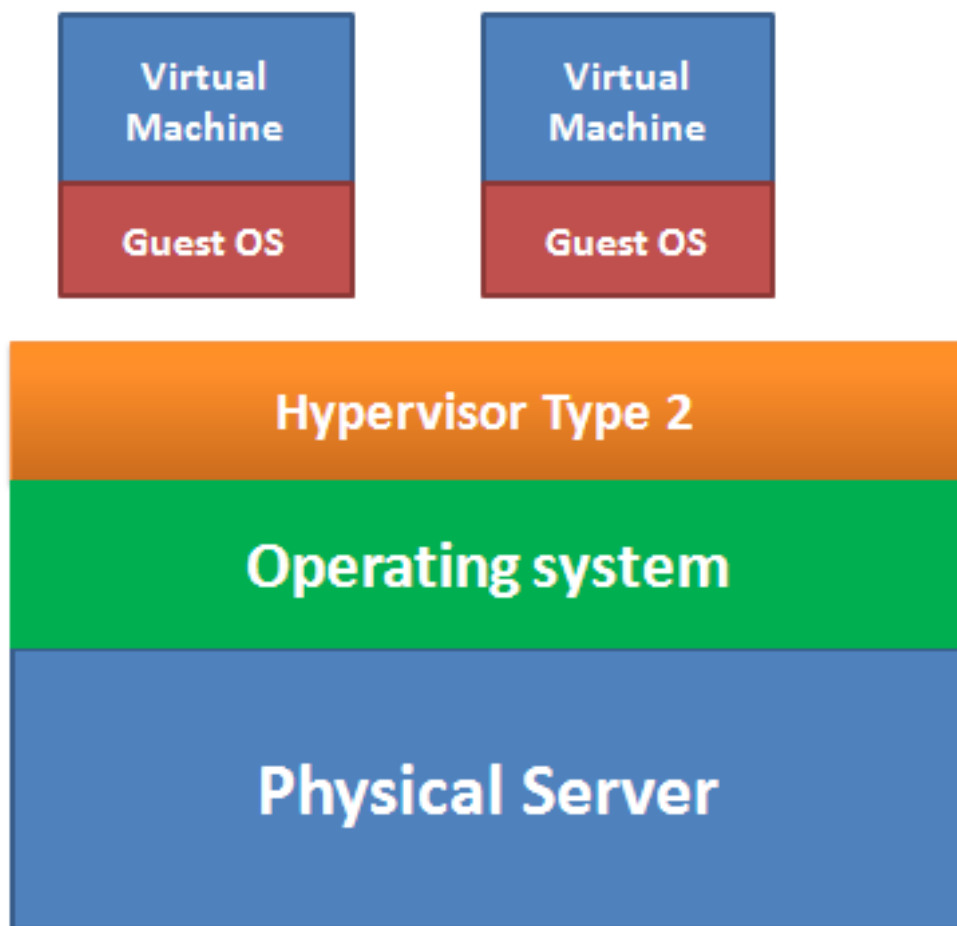 Virtual
Machine
Virtual
Machine
Guest OS
Guest OS
Hypervisor Type 2
Operating system
Physical Server